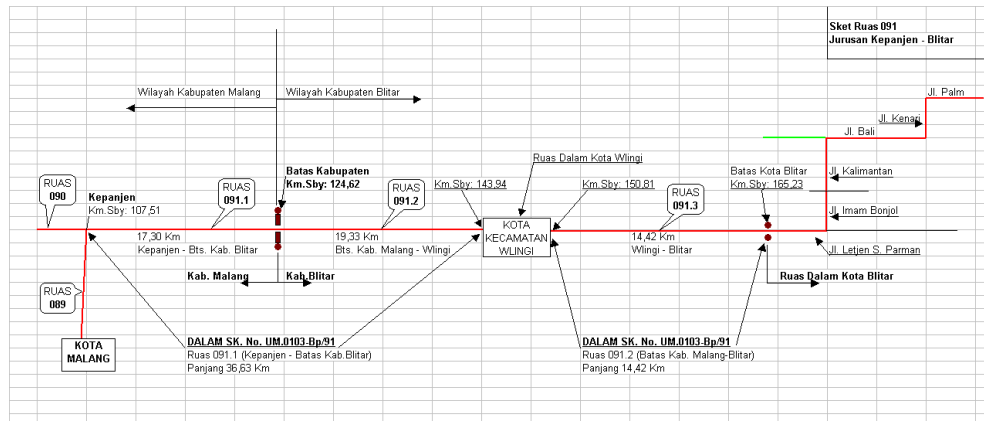 Sket Ruas 091
Jurusan Kepanjen - Blitar
Wilayah Kabupaten Malang
Wilayah Kabupaten Blitar
Jl. Palm
Jl. Kenari
Jl. Bali
Ruas Dalam Kota Wlingi
Batas Kabupaten
Km.Sby: 124,62
Batas Kota Blitar
Km.Sby: 165,23
Jl. Kalimantan
RUAS
090
Kepanjen
Km.Sby: 107,51
RUAS
091.1
RUAS
091.2
Km.Sby: 143,94
Km.Sby: 150,81
RUAS
091.3
Jl. Imam Bonjol
KOTA
KECAMATAN
WLINGI
17,30 Km
Kepanjen - Bts. Kab. Blitar
19,33 Km
Bts. Kab. Malang - Wlingi
14,42 Km
Wlingi - Blitar
Jl. Letjen S. Parman
Kab. Malang
Kab.Blitar
Ruas Dalam Kota Blitar
RUAS
089
KOTA
MALANG
DALAM SK. No. UM.0103-Bp/91
Ruas 091.1 (Kepanjen - Batas Kab.Blitar)
Panjang 36,63 Km
DALAM SK. No. UM.0103-Bp/91
Ruas 091.2 (Batas Kab. Malang-Blitar)
Panjang 14,42 Km